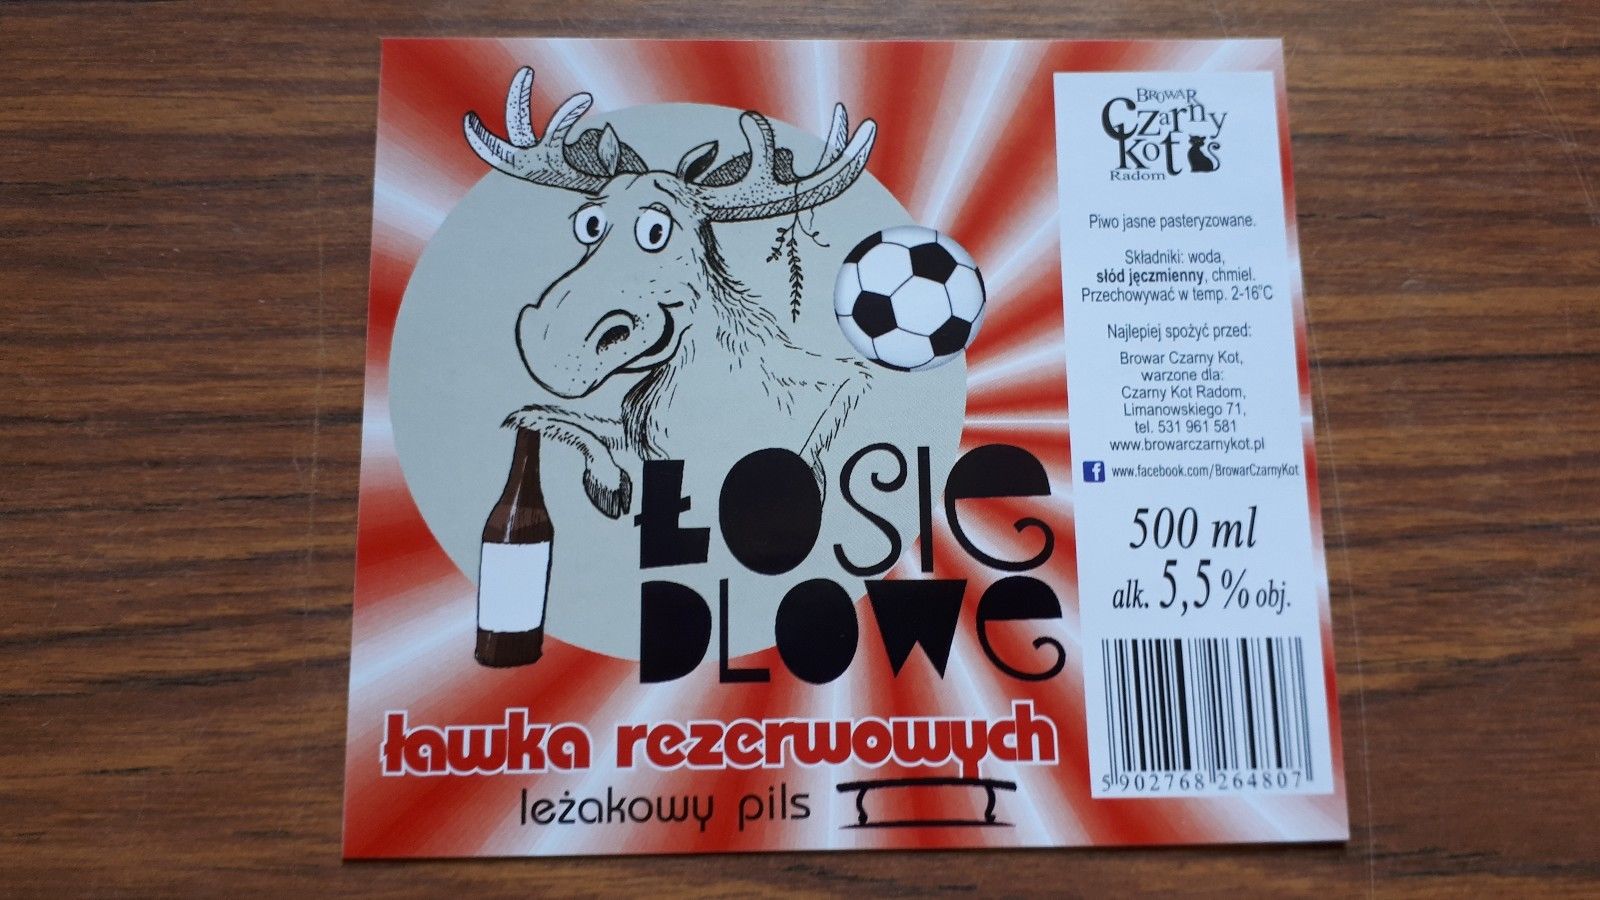 ŁOSIE
DLOWE
ławka rezerwowych
leżakowy pils
BROWAR
Czarny
Kot
Radom
Piwo jasne pasteryzowane.
Składniki: woda,
słód jęczmienny, chmiel.
Przechowywać w temp. 2-16°C
Najlepiej spożyć przed:
Browar Czarny Kot,
warzone dla:
Czarny Kot Radom,
Limanowskiego 71,
tel. 531 961 581
www.browarczarnykot.pl
f www.facebook.com/BrowarCzarnyKot
500 ml
alk. 5,5% obj.
5 902768 264807